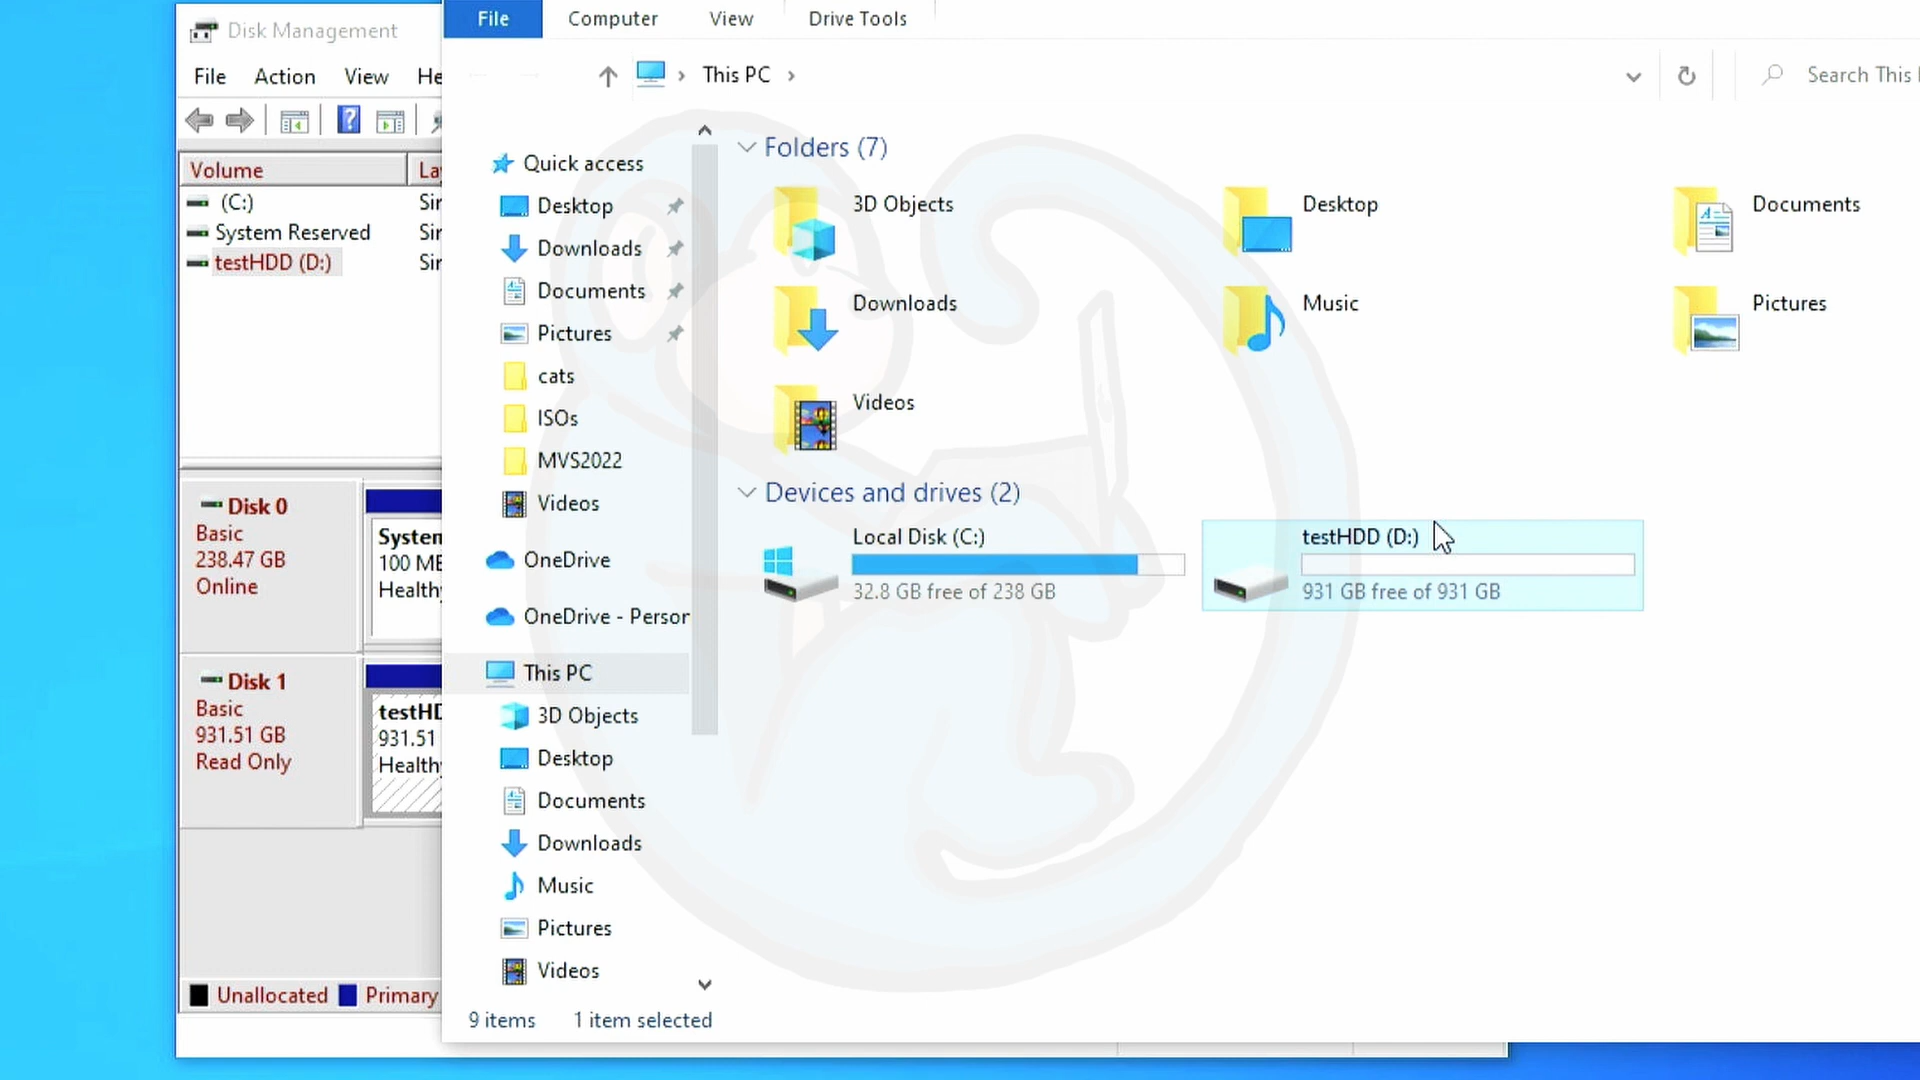 Disk Management
File Action View He
Volume La
(C:) Sir
System Reserved Sir
testHDD (D:) Sir
Disk 0
Basic
238.47 GB
Online
System
100 ME
Healthy
Disk 1
Basic
931.51 GB
Read Only
testHD
931.51
Healthy
Unallocated Primary
File Computer View Drive Tools
This PC
Search This
Quick access
Desktop
Downloads
Documents
Pictures
cats
ISOs
MVS2022
Videos
OneDrive
OneDrive - Person
This PC
3D Objects
Desktop
Documents
Downloads
Music
Pictures
Videos
Folders (7)
3D Objects Desktop Documents
Downloads Music Pictures
Videos
Devices and drives (2)
Local Disk (C:)
32.8 GB free of 238 GB
testHDD (D:)
931 GB free of 931 GB
9 items 1 item selected